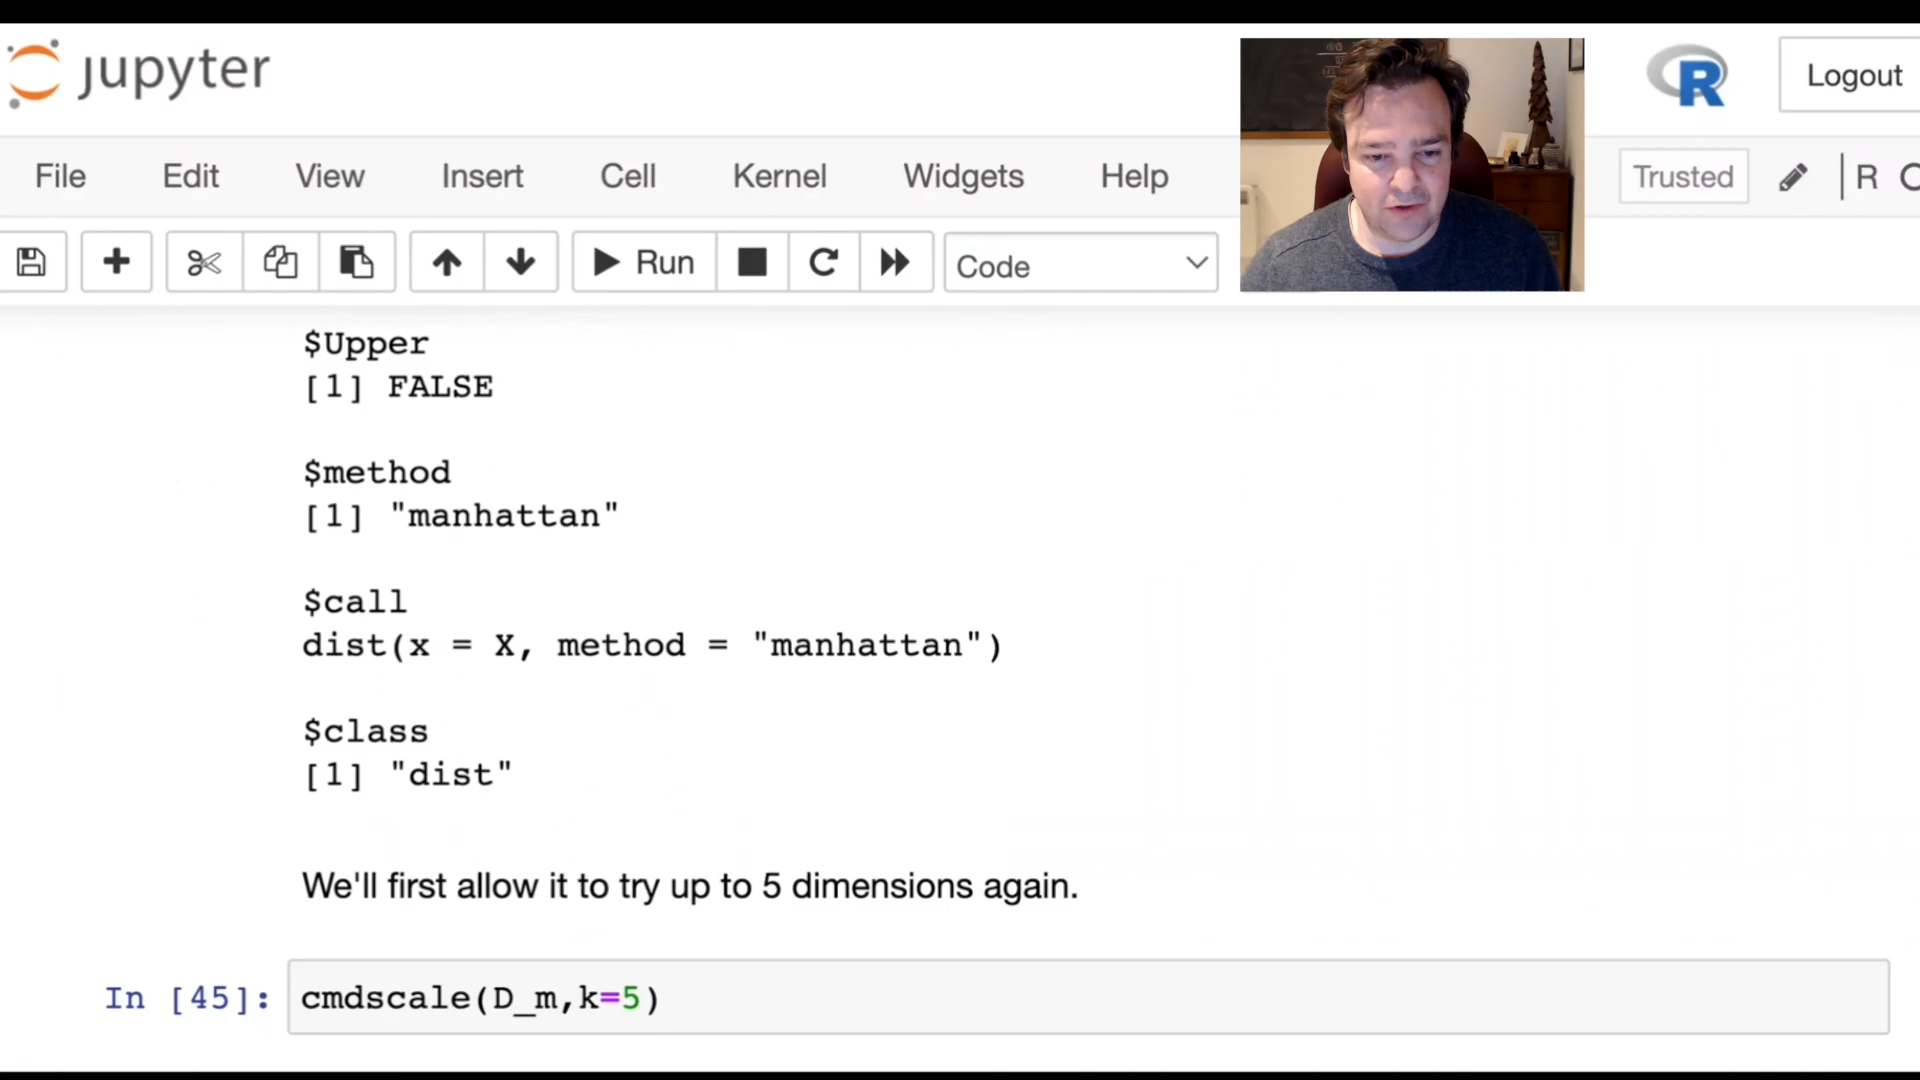 jupyter
R
Logout
File Edit View Insert Cell Kernel Widgets Help
Trusted
R
Run
Code
$Upper
[1] FALSE
$method
[1] "manhattan"
$call
dist(x = X, method = "manhattan")
$class
[1] "dist"
We'll first allow it to try up to 5 dimensions again.
In [45]: cmdscale(D_m,k=5)